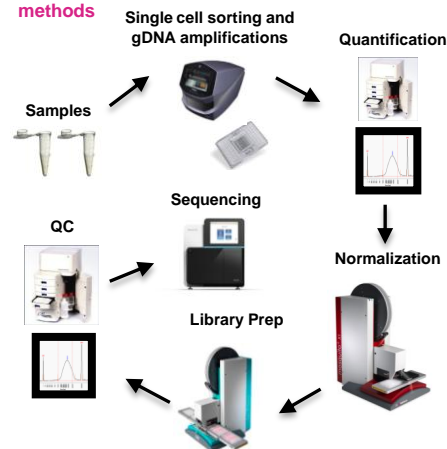 methods
Single cell sorting and
gDNA amplifications
Quantification
Samples
Sequencing
QC
Normalization
Library Prep